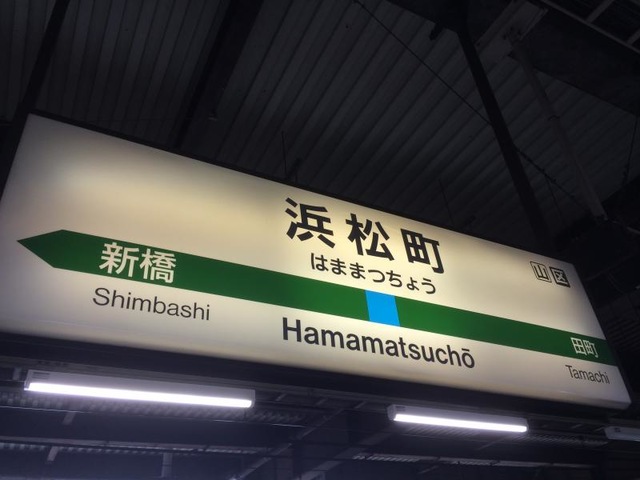 浜松町
はままつちょう
山 区
新橋
田町
Shimbashi
Hamamatsuchō
Tamachi